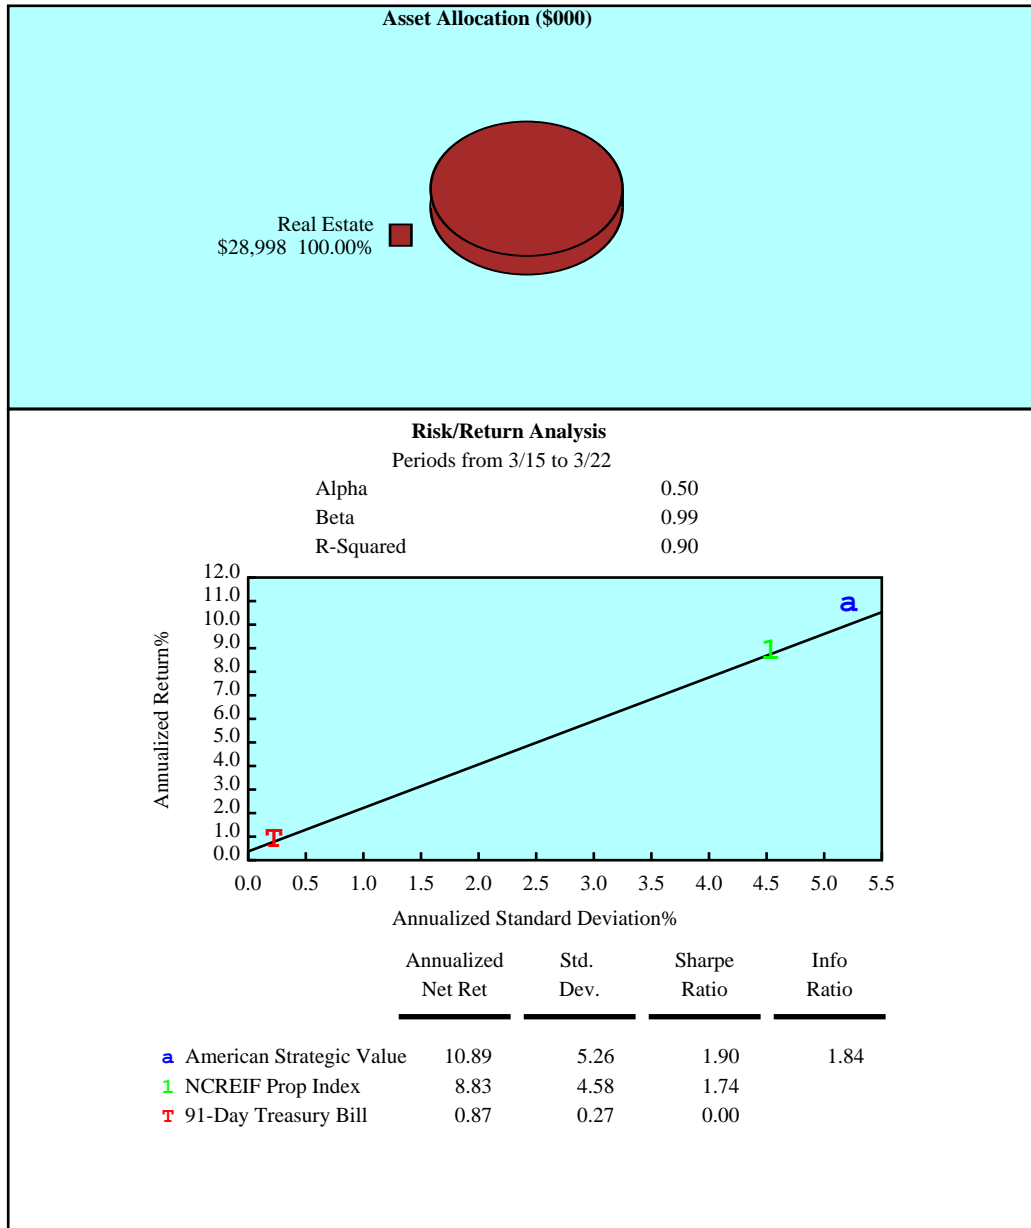 Asset Allocation ($000)
Real Estate
$28,998 100.00%
Risk/Return Analysis
Periods from 3/15 to 3/22
Alpha 0.50
Beta 0.99
R-Squared 0.90
12.0
11.0
10.0
9.0
8.0
7.0
6.0
5.0
4.0
3.0
2.0
1.0
0.0
Annualized Return%
a
1
T
0.0 0.5 1.0 1.5 2.0 2.5 3.0 3.5 4.0 4.5 5.0 5.5
Annualized Standard Deviation%
Annualized Std. Sharpe Info
Net Ret Dev. Ratio Ratio
a American Strategic Value 10.89 5.26 1.90 1.84
1 NCREIF Prop Index 8.83 4.58 1.74
T 91-Day Treasury Bill 0.87 0.27 0.00